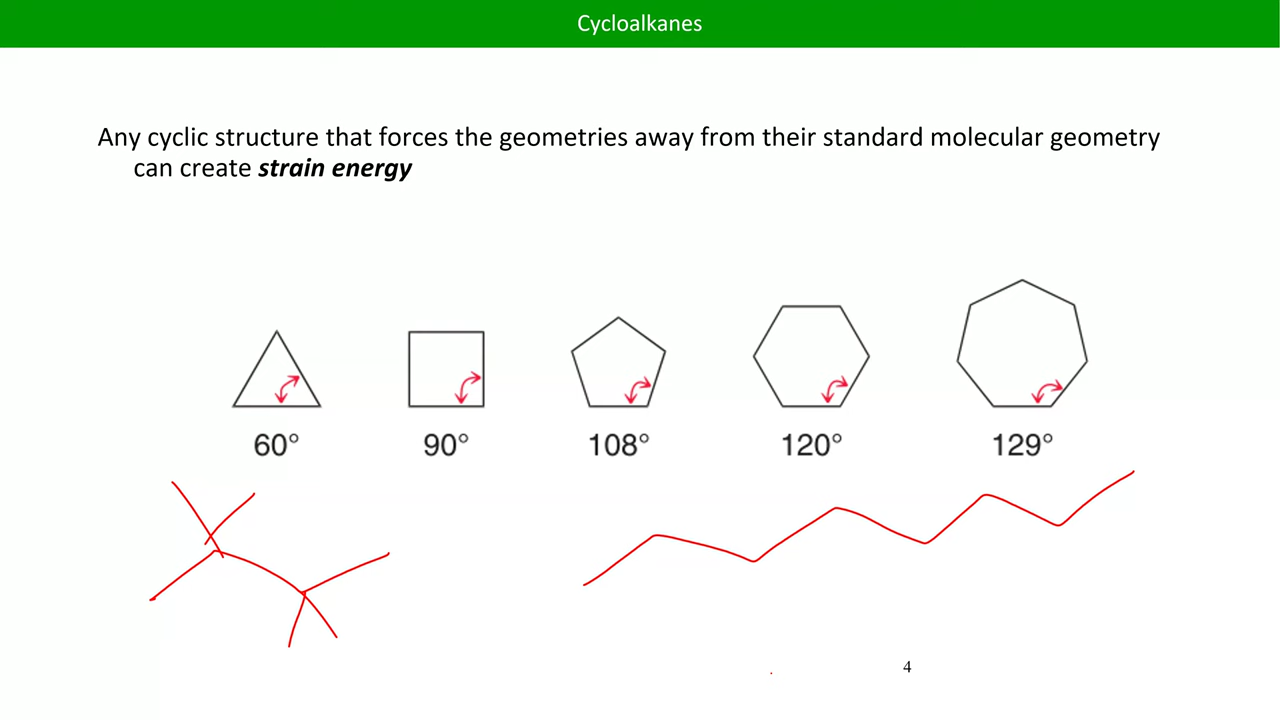 Cycloalkanes
Any cyclic structure that forces the geometries away from their standard molecular geometry
can create strain energy
60° 90° 108° 120° 129°
4